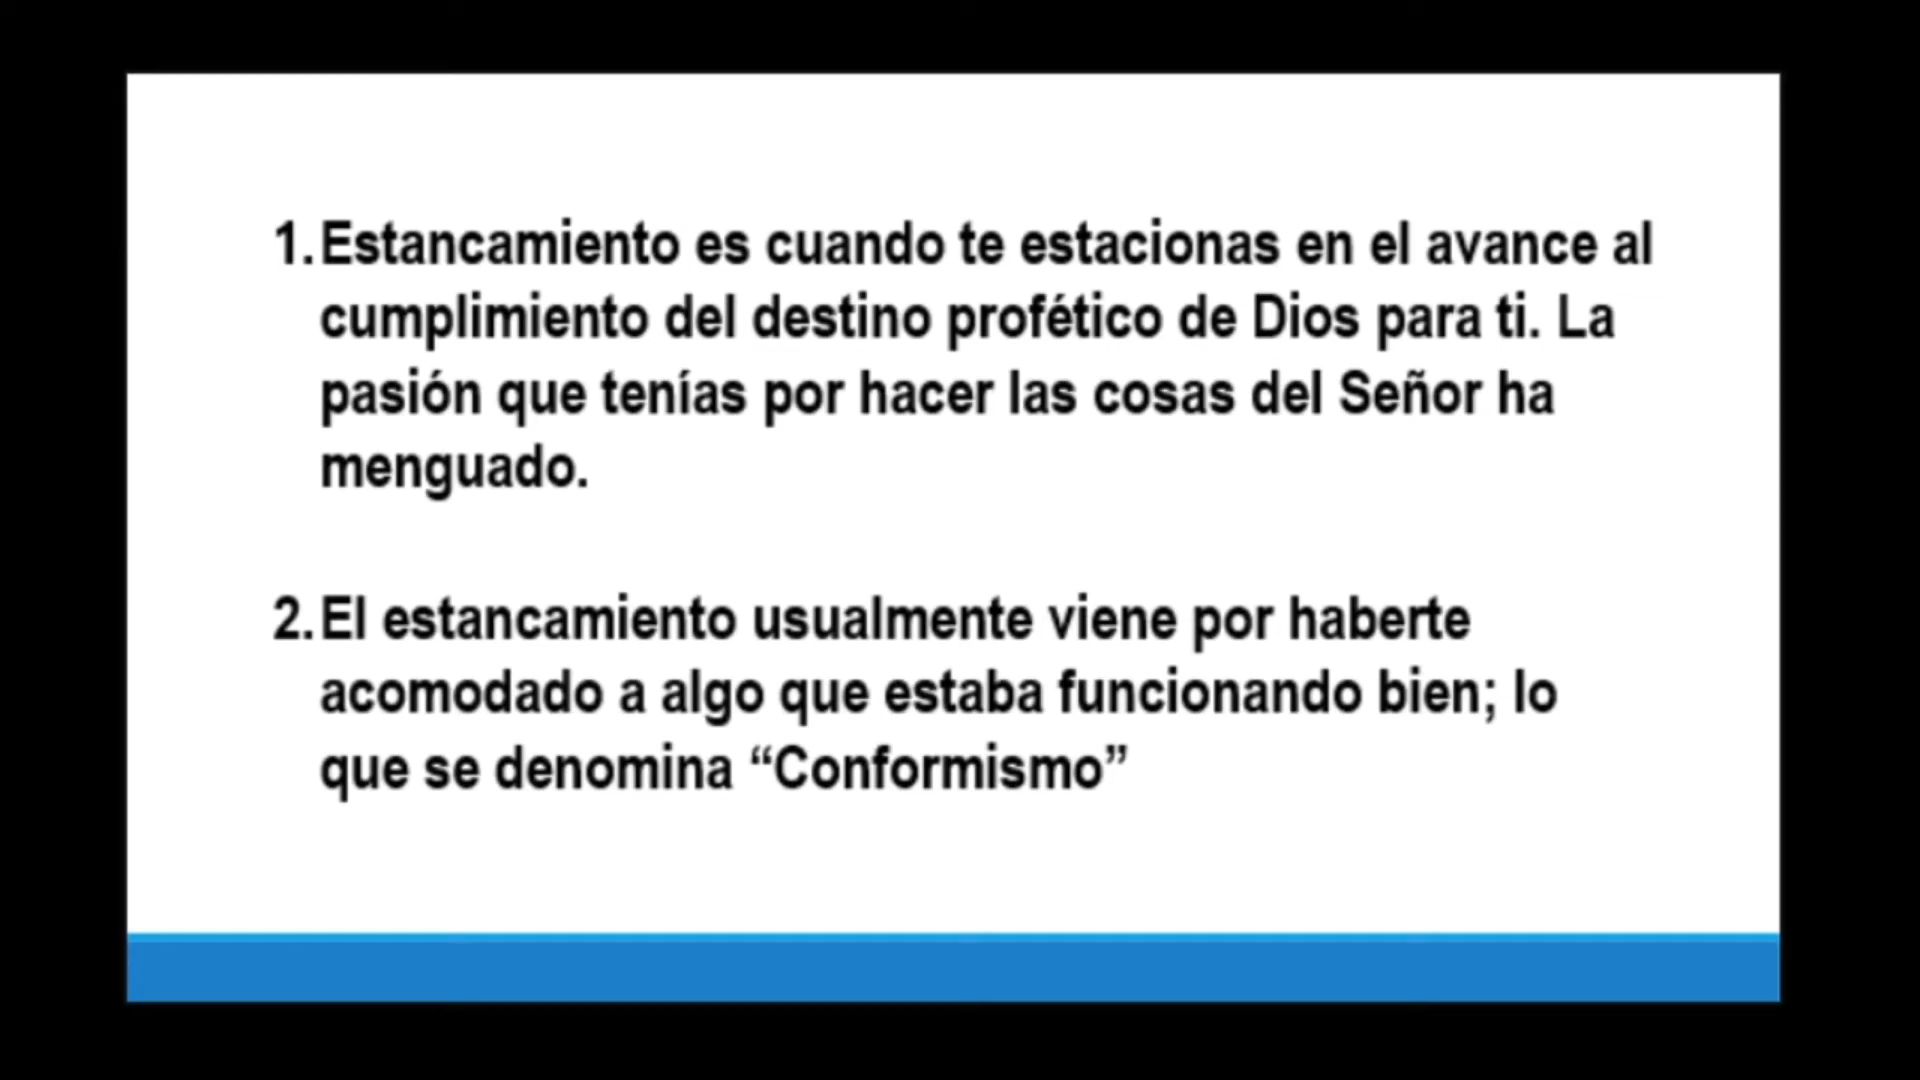 1. Estancamiento es cuando te estacionas en el avance al
cumplimiento del destino profético de Dios para ti. La
pasión que tenías por hacer las cosas del Señor ha
menguado.
2. El estancamiento usualmente viene por haberte
acomodado a algo que estaba funcionando bien; lo
que se denomina “Conformismo”